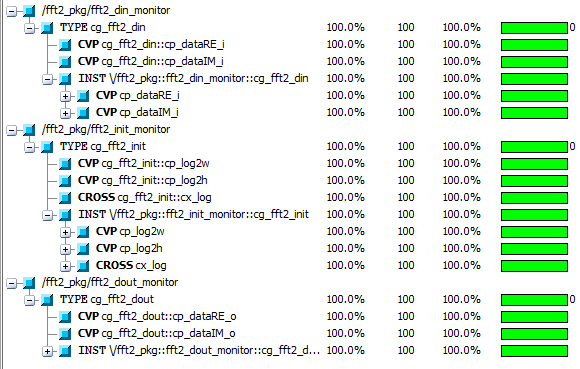 /fft2_pkg/fft2_din_monitor
TYPE cg_fft2_din 100.0% 100 100.0% 0
CVP cg_fft2_din::cp_dataRE_i 100.0% 100 100.0%
CVP cg_fft2_din::cp_dataIM_i 100.0% 100 100.0%
INST \/fft2_pkg::fft2_din_monitor::cg_fft2_din 100.0% 100 100.0%
CVP cp_dataRE_i 100.0% 100 100.0%
CVP cp_dataIM_i 100.0% 100 100.0%
/fft2_pkg/fft2_init_monitor
TYPE cg_fft2_init 100.0% 100 100.0% 0
CVP cg_fft2_init::cp_log2w 100.0% 100 100.0%
CVP cg_fft2_init::cp_log2h 100.0% 100 100.0%
CROSS cg_fft2_init::cx_log 100.0% 100 100.0%
INST \/fft2_pkg::fft2_init_monitor::cg_fft2_init 100.0% 100 100.0%
CVP cp_log2w 100.0% 100 100.0%
CVP cp_log2h 100.0% 100 100.0%
CROSS cx_log 100.0% 100 100.0%
/fft2_pkg/fft2_dout_monitor
TYPE cg_fft2_dout 100.0% 100 100.0% 0
CVP cg_fft2_dout::cp_dataRE_o 100.0% 100 100.0%
CVP cg_fft2_dout::cp_dataIM_o 100.0% 100 100.0%
INST \/fft2_pkg::fft2_dout_monitor::cg_fft2_d... 100.0% 100 100.0%